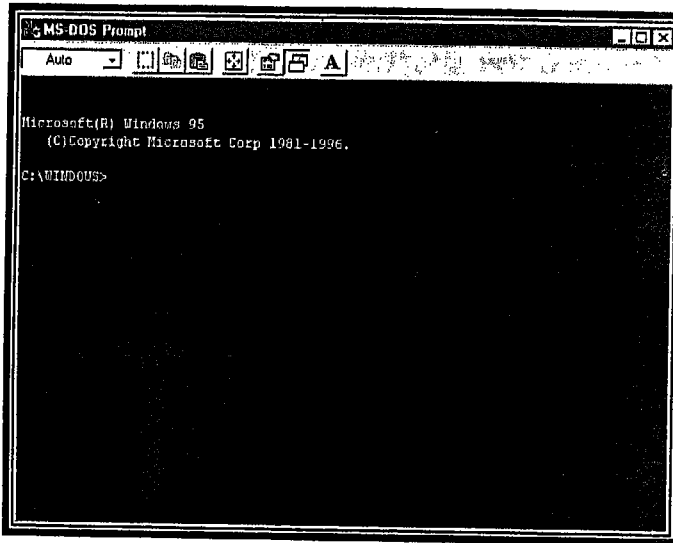 MS-DOS Prompt
Auto
A
Microsoft(R) Windows 95
(C)Copyright Microsoft Corp 1981-1996.
C:\WINDOWS>